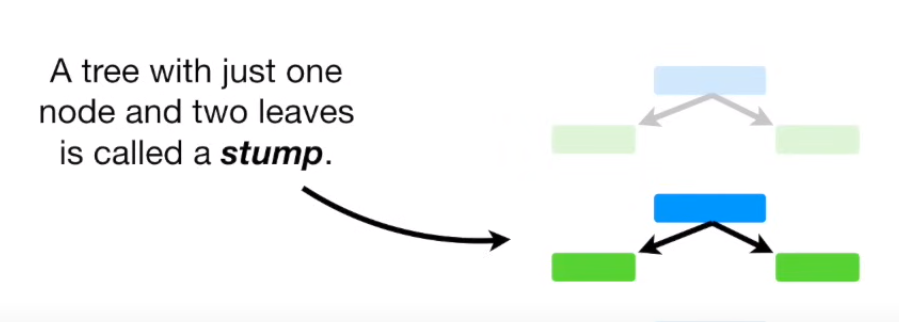 A tree with just one
node and two leaves
is called a stump.